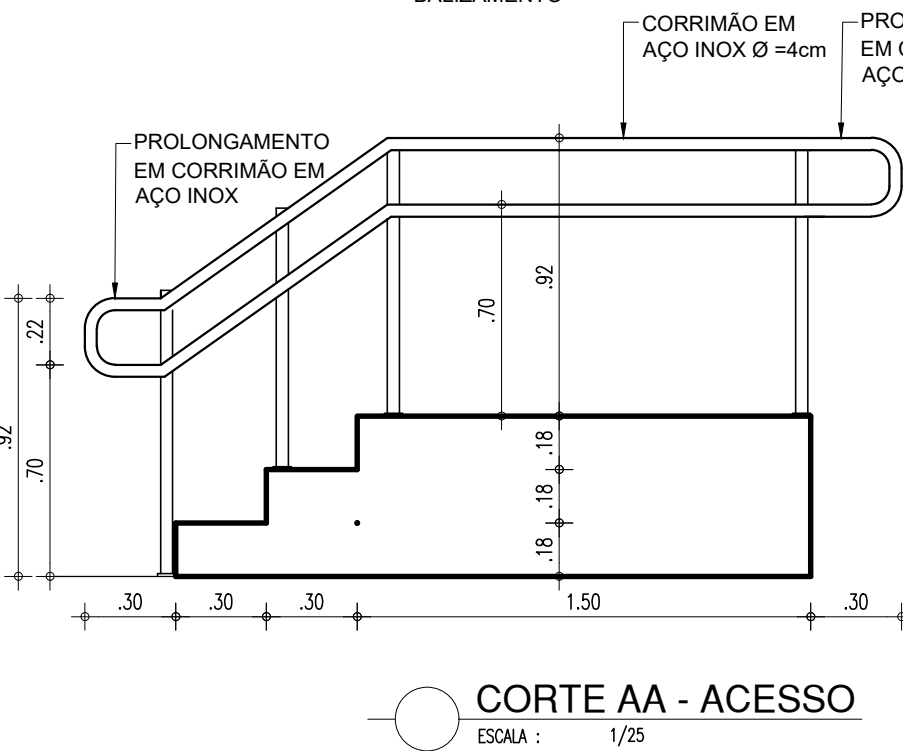 CORRIMÃO EM
AÇO INOX Ø =4cm
PROLONGAMENTO
EM CORRIMÃO EM
AÇO INOX
.92
.22
.70
.70
.92
.18
.18
.18
.30
.30
.30
1.50
.30
CORTE AA - ACESSO
ESCALA : 1/25